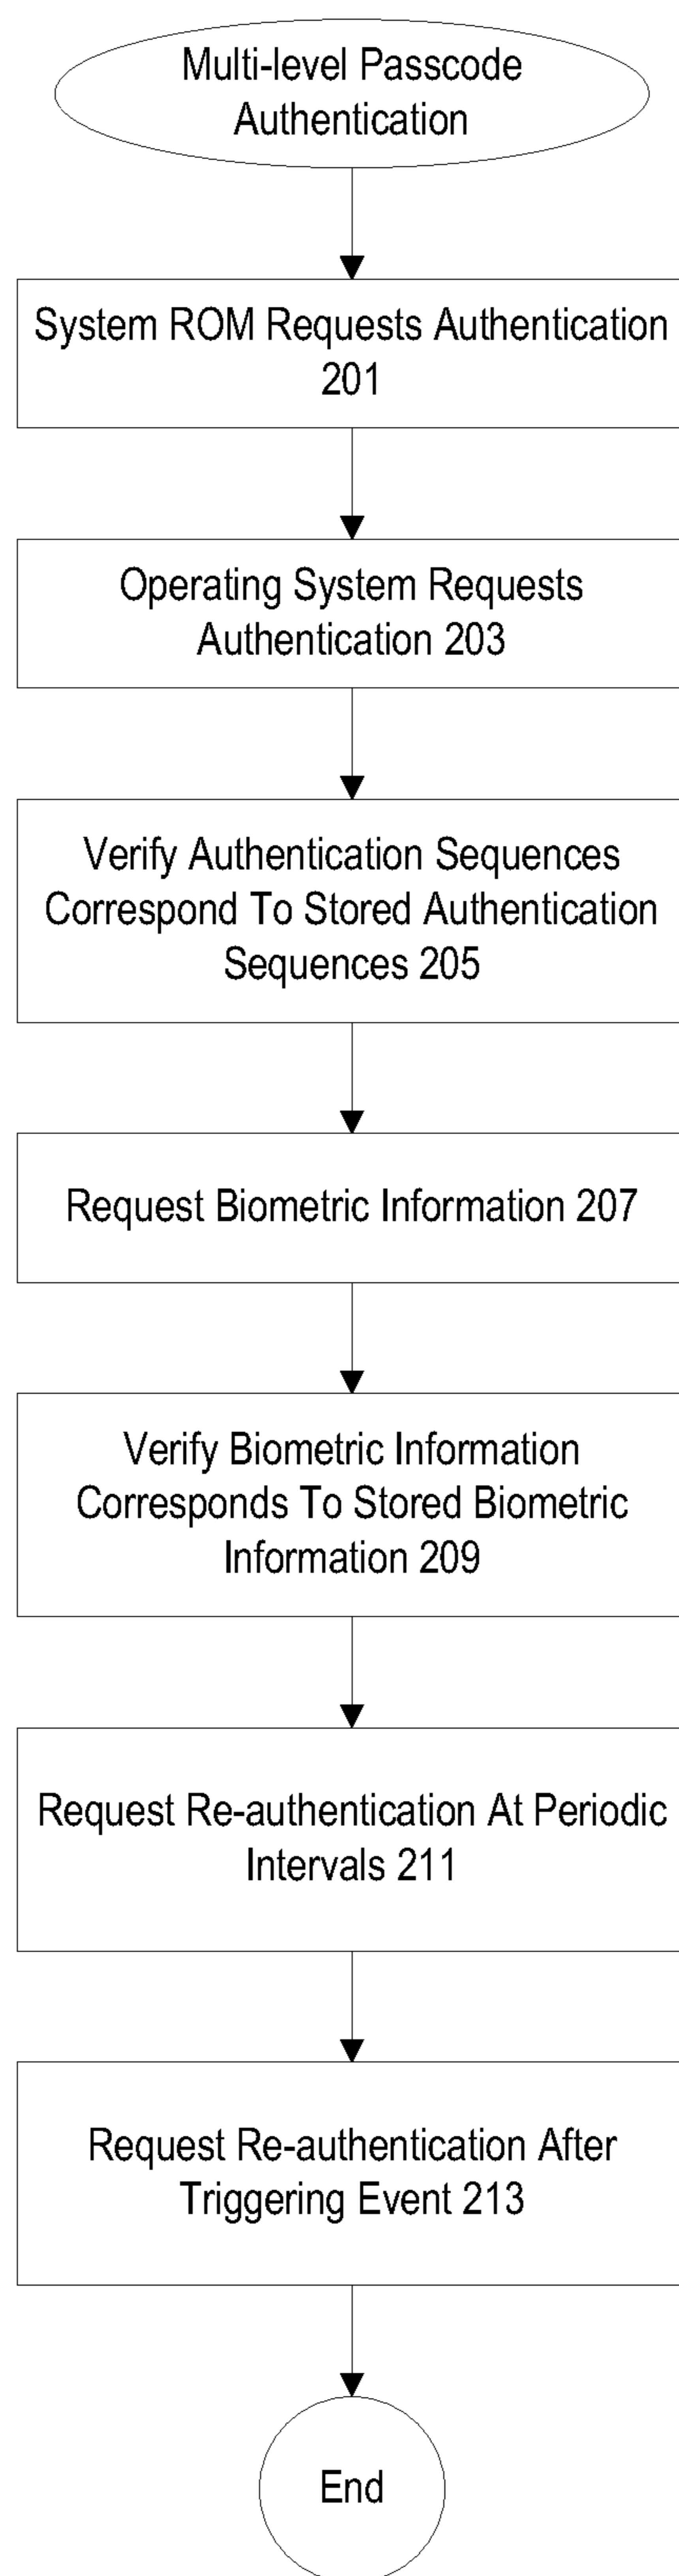 Multi-level Passcode
Authentication
System ROM Requests Authentication
201
Operating System Requests
Authentication 203
Verify Authentication Sequences
Correspond To Stored Authentication
Sequences 205
Request Biometric Information 207
Verify Biometric Information
Corresponds To Stored Biometric
Information 209
Request Re-authentication At Periodic
Intervals 211
Request Re-authentication After
Triggering Event 213
End